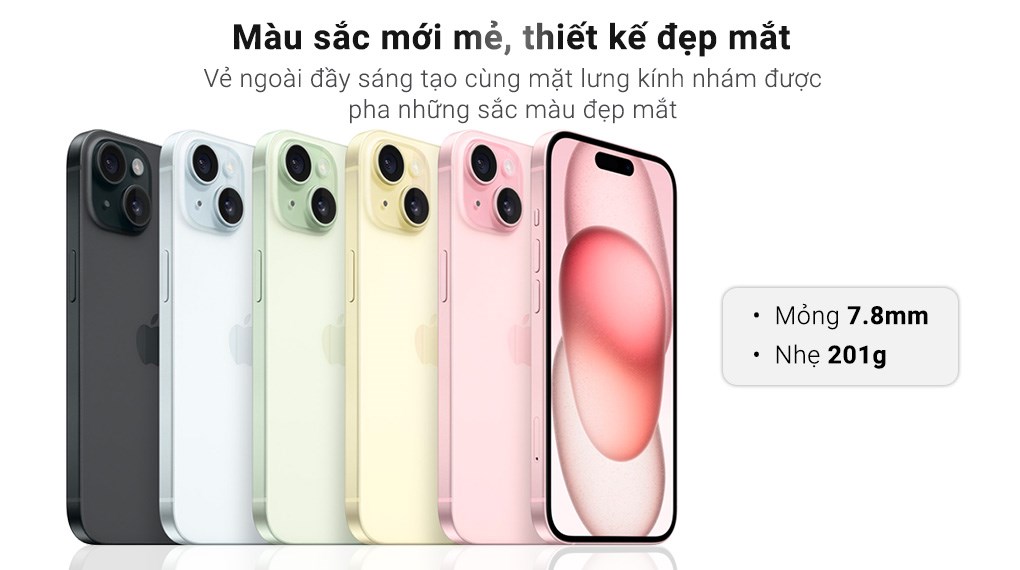 Màu sắc mới mẻ, thiết kế đẹp mắt
Vẻ ngoài đầy sáng tạo cùng mặt lưng kính nhám được
pha những sắc màu đẹp mắt
• Mỏng 7.8mm
• Nhẹ 201g